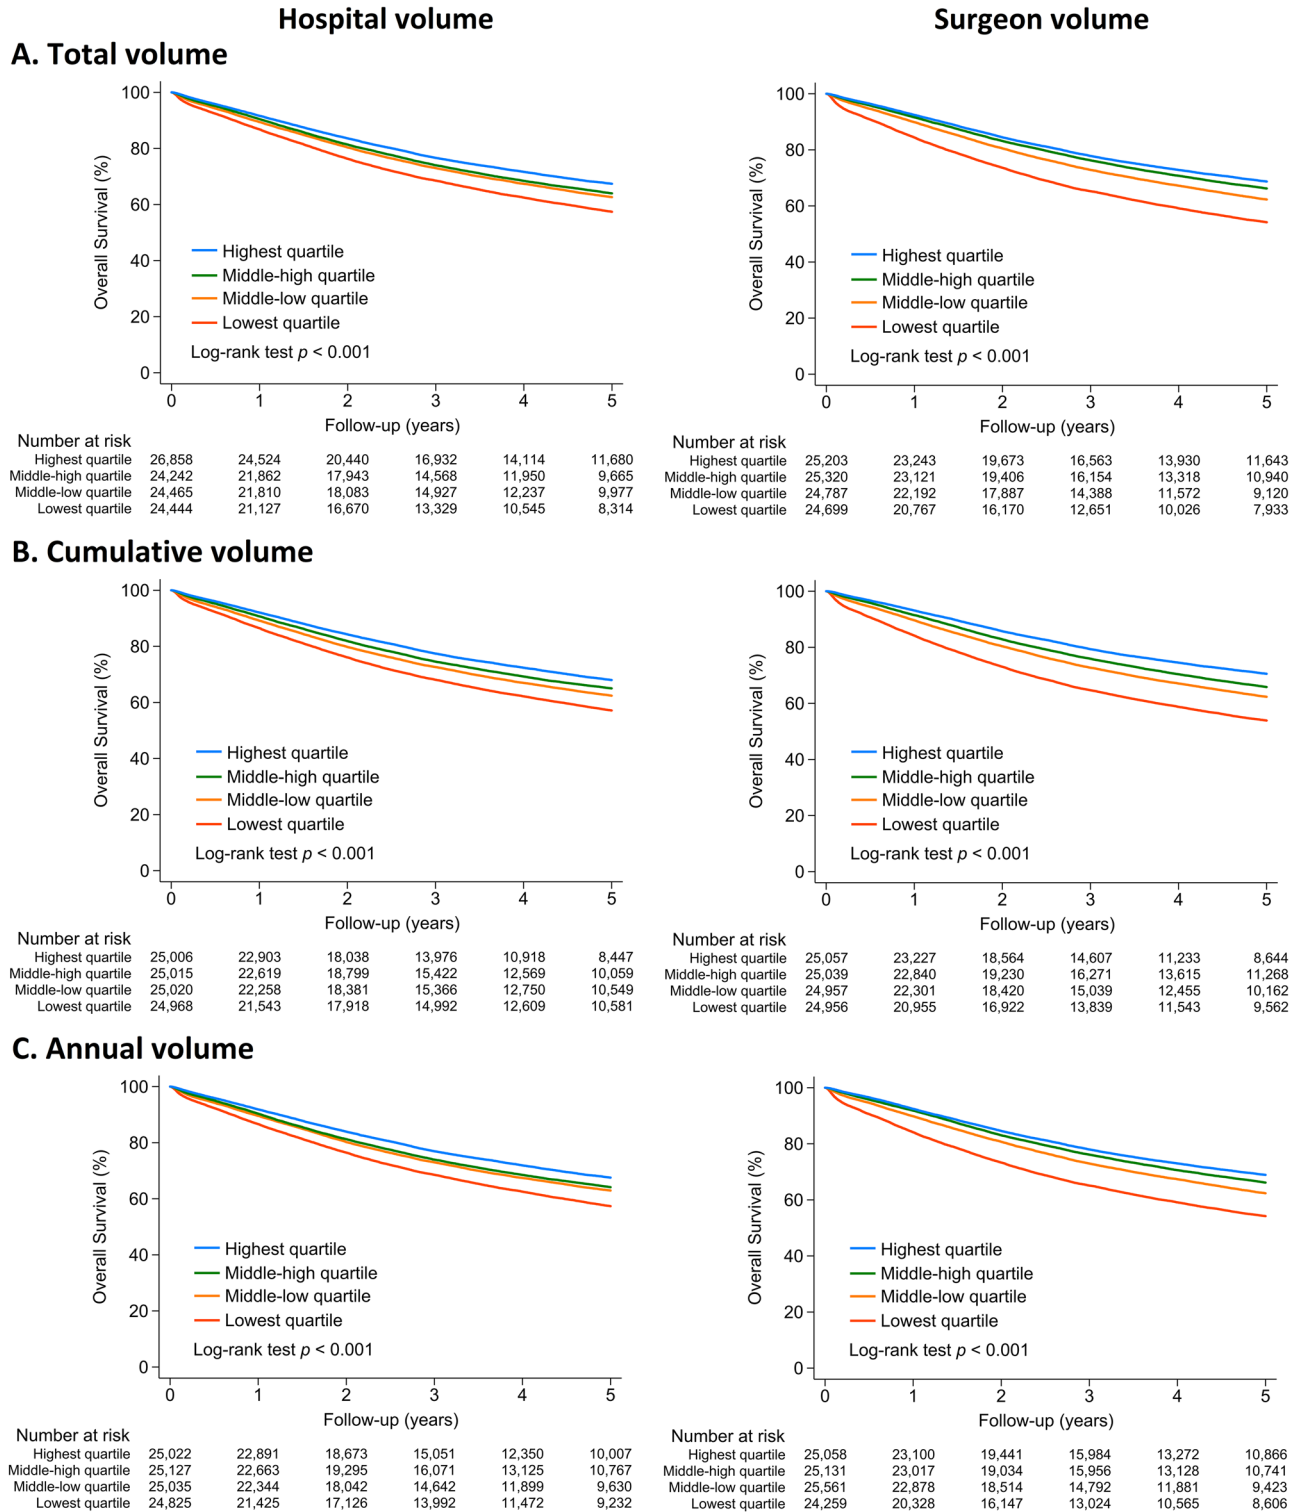 Hospital volume
Surgeon volume
A. Total volume
100
80
60
40
20
0
Overall Survival (%)
Highest quartile
Middle-high quartile
Middle-low quartile
Lowest quartile
Log-rank test p < 0.001
0 1 2 3 4 5
Follow-up (years)
Number at risk
Highest quartile 26,858 24,524 20,440 16,932 14,114 11,680
Middle-high quartile 24,242 21,862 17,943 14,568 11,950 9,665
Middle-low quartile 24,465 21,810 18,083 14,927 12,237 9,977
Lowest quartile 24,444 21,127 16,670 13,329 10,545 8,314
100
80
60
40
20
0
Overall Survival (%)
Highest quartile
Middle-high quartile
Middle-low quartile
Lowest quartile
Log-rank test p < 0.001
0 1 2 3 4 5
Follow-up (years)
Number at risk
Highest quartile 25,203 23,243 19,673 16,563 13,930 11,643
Middle-high quartile 25,320 23,121 19,406 16,154 13,318 10,940
Middle-low quartile 24,787 22,192 17,887 14,388 11,572 9,120
Lowest quartile 24,699 20,767 16,170 12,651 10,026 7,933
B. Cumulative volume
100
80
60
40
20
0
Overall Survival (%)
Highest quartile
Middle-high quartile
Middle-low quartile
Lowest quartile
Log-rank test p < 0.001
0 1 2 3 4 5
Follow-up (years)
Number at risk
Highest quartile 25,006 22,903 18,038 13,976 10,918 8,447
Middle-high quartile 25,015 22,619 18,799 15,422 12,569 10,059
Middle-low quartile 25,020 22,258 18,381 15,366 12,750 10,549
Lowest quartile 24,968 21,543 17,918 14,992 12,609 10,581
100
80
60
40
20
0
Overall Survival (%)
Highest quartile
Middle-high quartile
Middle-low quartile
Lowest quartile
Log-rank test p < 0.001
0 1 2 3 4 5
Follow-up (years)
Number at risk
Highest quartile 25,057 23,227 18,564 14,607 11,233 8,644
Middle-high quartile 25,039 22,840 19,230 16,271 13,615 11,268
Middle-low quartile 24,957 22,301 18,420 15,039 12,455 10,162
Lowest quartile 24,956 20,955 16,922 13,839 11,543 9,562
C. Annual volume
100
80
60
40
20
0
Overall Survival (%)
Highest quartile
Middle-high quartile
Middle-low quartile
Lowest quartile
Log-rank test p < 0.001
0 1 2 3 4 5
Follow-up (years)
Number at risk
Highest quartile 25,022 22,891 18,673 15,051 12,350 10,007
Middle-high quartile 25,127 22,663 19,295 16,071 13,125 10,767
Middle-low quartile 25,035 22,344 18,042 14,642 11,899 9,630
Lowest quartile 24,825 21,425 17,126 13,992 11,472 9,232
100
80
60
40
20
0
Overall Survival (%)
Highest quartile
Middle-high quartile
Middle-low quartile
Lowest quartile
Log-rank test p < 0.001
0 1 2 3 4 5
Follow-up (years)
Number at risk
Highest quartile 25,058 23,100 19,441 15,984 13,272 10,866
Middle-high quartile 25,131 23,017 19,034 15,956 13,128 10,741
Middle-low quartile 25,561 22,878 18,514 14,792 11,881 9,423
Lowest quartile 24,259 20,328 16,147 13,024 10,565 8,606